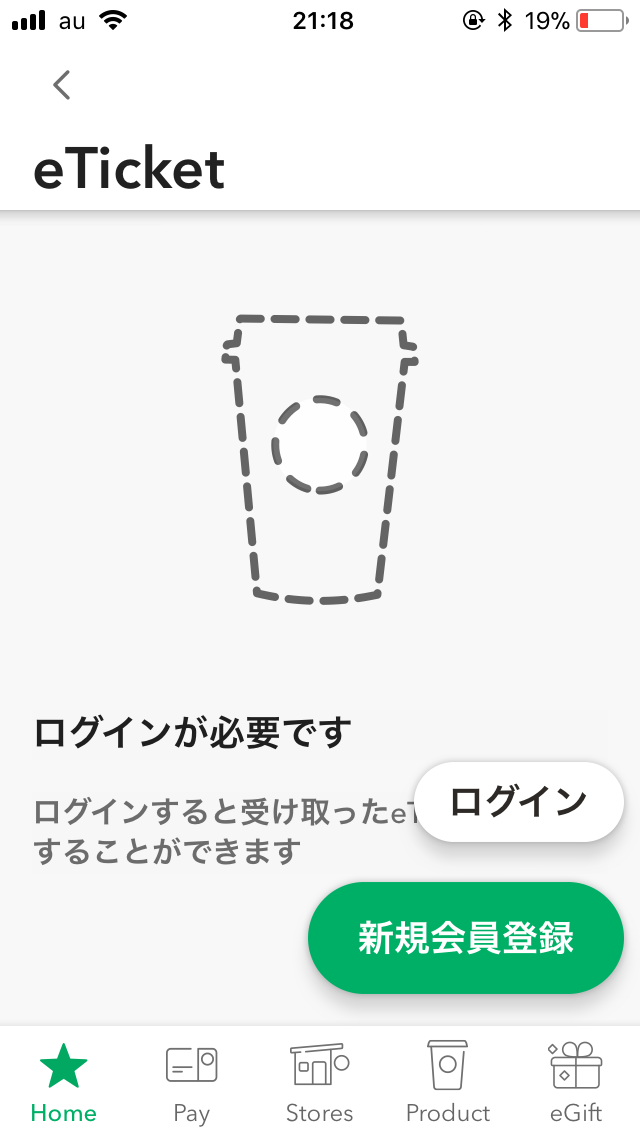 au
21:18
19%
eTicket
ログインが必要です
ログインすると受け取ったeT
することができます
ログイン
新規会員登録
Home
Pay
Stores
Product
eGift